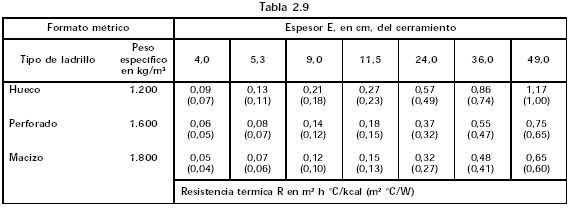 Tabla 2.9
Formato métrico Espesor E, en cm, del cerramiento
Tipo de ladrillo Peso específico en kg/m³ 4,0 5,3 9,0 11,5 24,0 36,0 49,0
Hueco 1.200 0,09 0,13 0,21 0,27 0,57 0,86 1,17
(0,07) (0,11) (0,18) (0,23) (0,49) (0,74) (1,00)
Perforado 1.600 0,06 0,08 0,14 0,18 0,37 0,55 0,75
(0,05) (0,07) (0,12) (0,15) (0,32) (0,47) (0,65)
Macizo 1.800 0,05 0,07 0,12 0,15 0,32 0,48 0,65
(0,04) (0,06) (0,10) (0,13) (0,27) (0,41) (0,60)
Resistencia térmica R en m² h °C/kcal (m² °C/W)